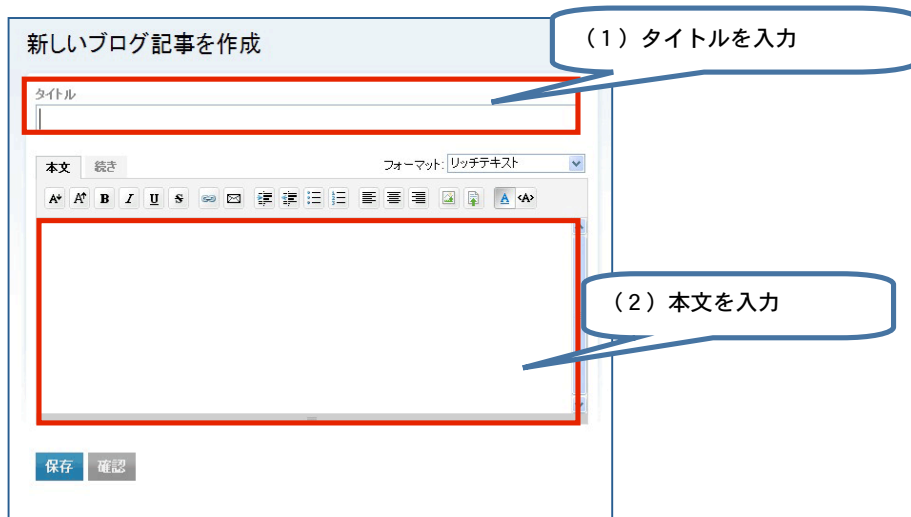 新しいブログ記事を作成
(1)タイトルを入力
タイトル
本文 続き フォーマット: リッチテキスト
A A B I U S A <A>
(2)本文を入力
保存 確認